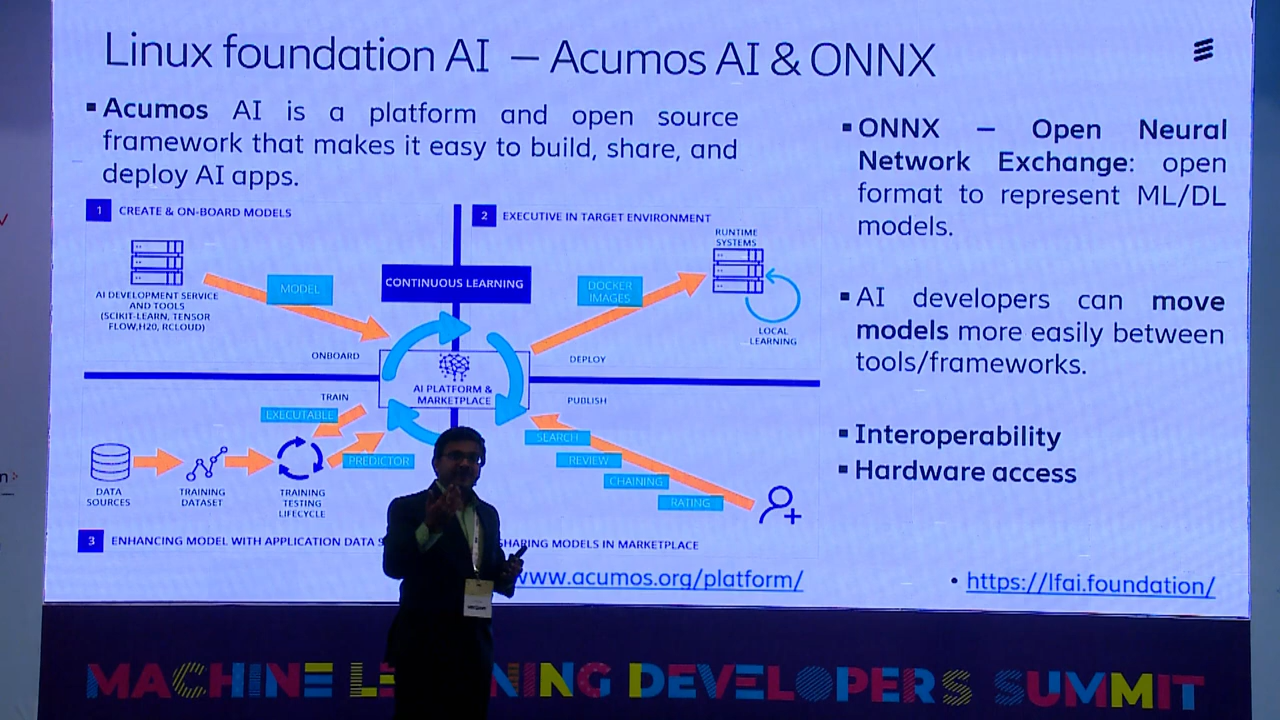 Linux foundation AI – Acumos AI & ONNX
▪ Acumos AI is a platform and open source
framework that makes it easy to build, share, and
deploy AI apps.
1 CREATE & ON-BOARD MODELS
AI DEVELOPMENT SERVICE
AND TOOLS
(SCIKIT-LEARN, TENSOR
FLOW,H20, RCLOUD)
MODEL
ONBOARD
CONTINUOUS LEARNING
2 EXECUTIVE IN TARGET ENVIRONMENT
RUNTIME
SYSTEMS
DOCKER
IMAGES
LOCAL
LEARNING
DEPLOY
AI PLATFORM &
MARKETPLACE
TRAIN
EXECUTABLE
PREDICTOR
DATA
SOURCES
TRAINING
DATASET
TRAINING
TESTING
LIFECYCLE
3 ENHANCING MODEL WITH APPLICATION DATA
PUBLISH
SEARCH
REVIEW
CHAINING
RATING
SHARING MODELS IN MARKETPLACE
www.acumos.org/platform/
▪ ONNX – Open Neural
Network Exchange: open
format to represent ML/DL
models.
▪ AI developers can move
models more easily between
tools/frameworks.
▪ Interoperability
▪ Hardware access
• https://lfai.foundation/
MACHINE LE NING DEVELOPERS SUMMIT